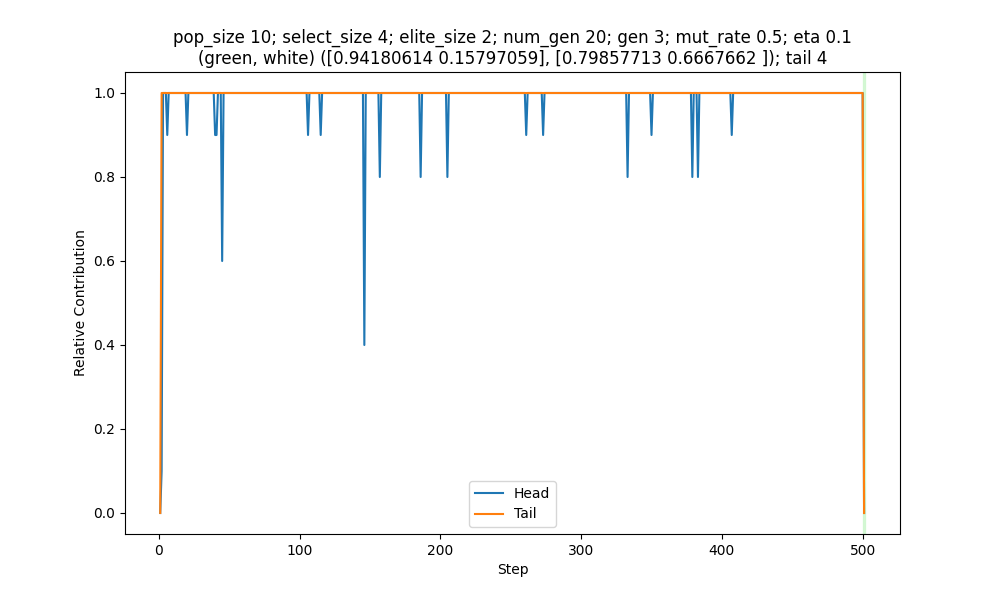 pop_size 10; select_size 4; elite_size 2; num_gen 20; gen 3; mut_rate 0.5; eta 0.1
(green, white) ([0.94180614 0.15797059], [0.79857713 0.6667662 ]); tail 4
1.0
0.8
0.6
0.4
0.2
0.0
Relative Contribution
Head
Tail
0
100
200
300
400
500
Step